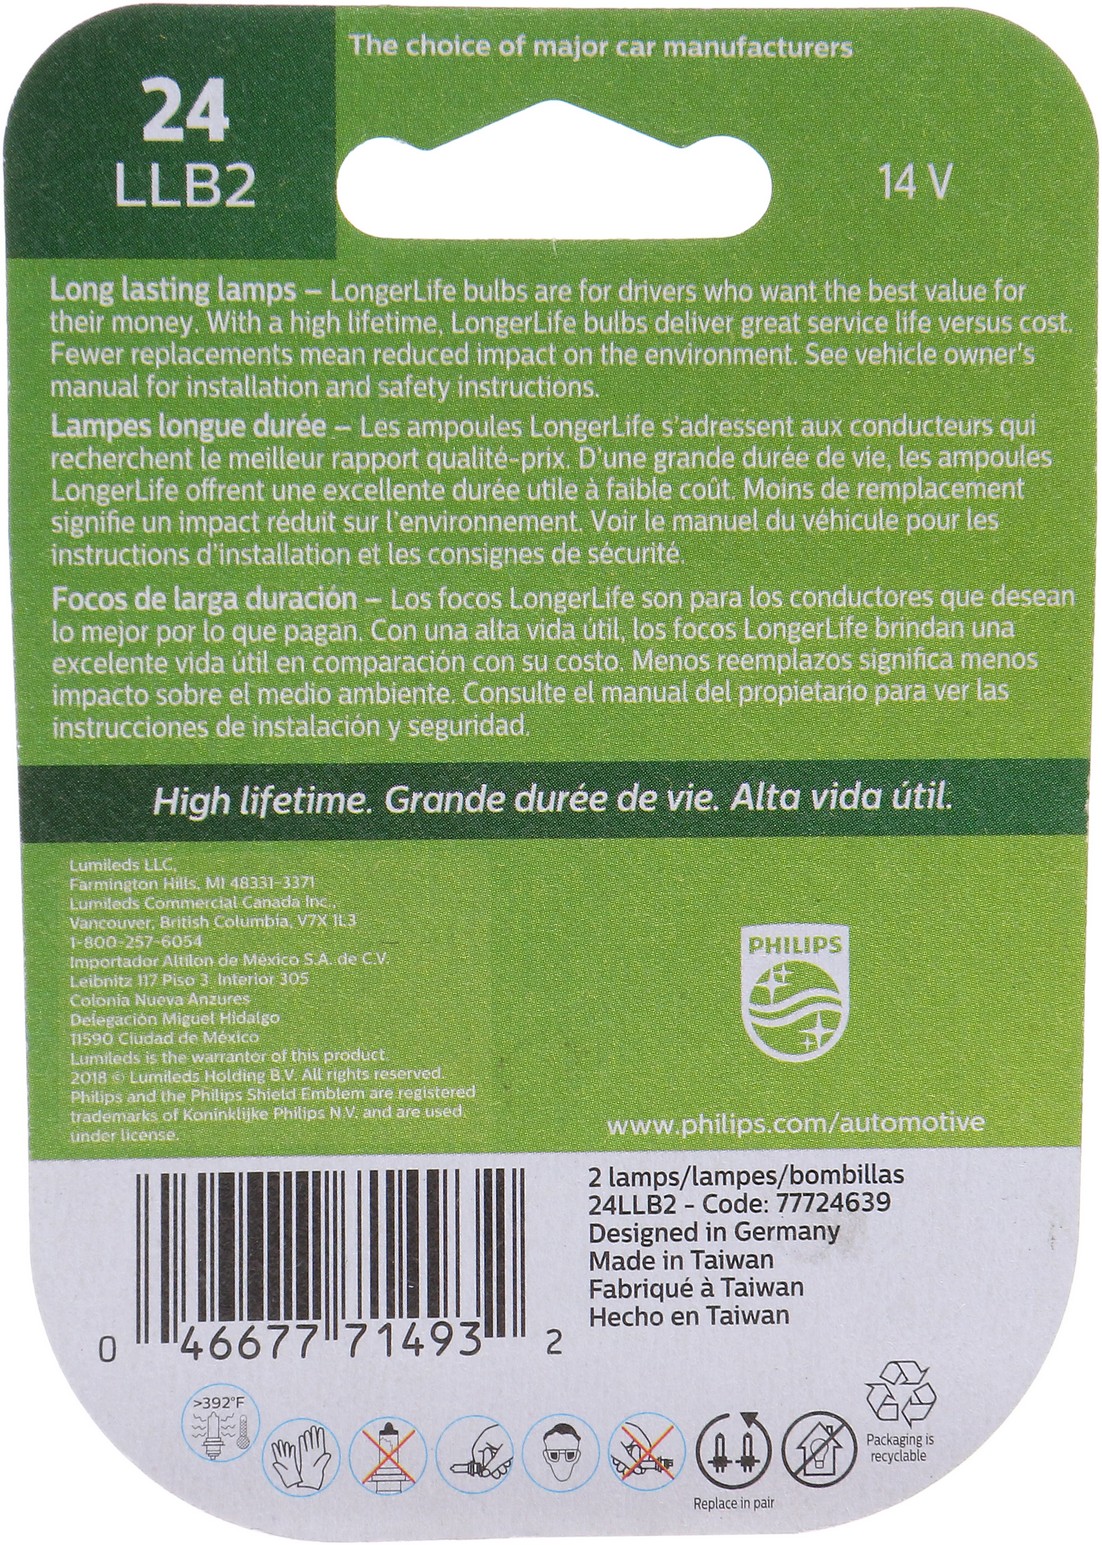 The choice of major car manufacturers
24
LLB2
14 V
Long lasting lamps – LongerLife bulbs are for drivers who want the best value for
their money. With a high lifetime, LongerLife bulbs deliver great service life versus cost.
Fewer replacements mean reduced impact on the environment. See vehicle owner's
manual for installation and safety instructions.
Lampes longue durée – Les ampoules LongerLife s'adressent aux conducteurs qui
recherchent le meilleur rapport qualité-prix. D'une grande durée de vie, les ampoules
LongerLife offrent une excellente durée utile à faible coût. Moins de remplacement
signifie un impact réduit sur l'environnement. Voir le manuel du véhicule pour les
instructions d'installation et les consignes de sécurité.
Focos de larga duración – Los focos LongerLife son para los conductores que desean
lo mejor por lo que pagan. Con una alta vida útil, los focos LongerLife brindan una
excelente vida útil en comparación con su costo. Menos reemplazos significa menos
impacto sobre el medio ambiente. Consulte el manual del propietario para ver las
instrucciones de instalación y seguridad.
High lifetime. Grande durée de vie. Alta vida útil.
Lumileds LLC,
Farmington Hills, MI 48331-3371
Lumileds Commercial Canada Inc.,
Vancouver, British Columbia, V7X 1L3
1-800-257-6054
Importador Altilon de México S.A. de C.V.
Leibnitz 117 Piso 3 Interior 305
Colonia Nueva Anzures
Delegación Miguel Hidalgo
11590 Ciudad de México
Lumileds is the warrantor of this product.
2018 © Lumileds Holding B.V. All rights reserved.
Philips and the Philips Shield Emblem are registered
trademarks of Koninklijke Philips N.V. and are used
under license.
PHILIPS
www.philips.com/automotive
2 lamps/lampes/bombillas
24LLB2 - Code: 77724639
Designed in Germany
Made in Taiwan
Fabriqué à Taiwan
Hecho en Taiwan
0 46677 71493 2
>392°F
Replace in pair
Packaging is
recyclable